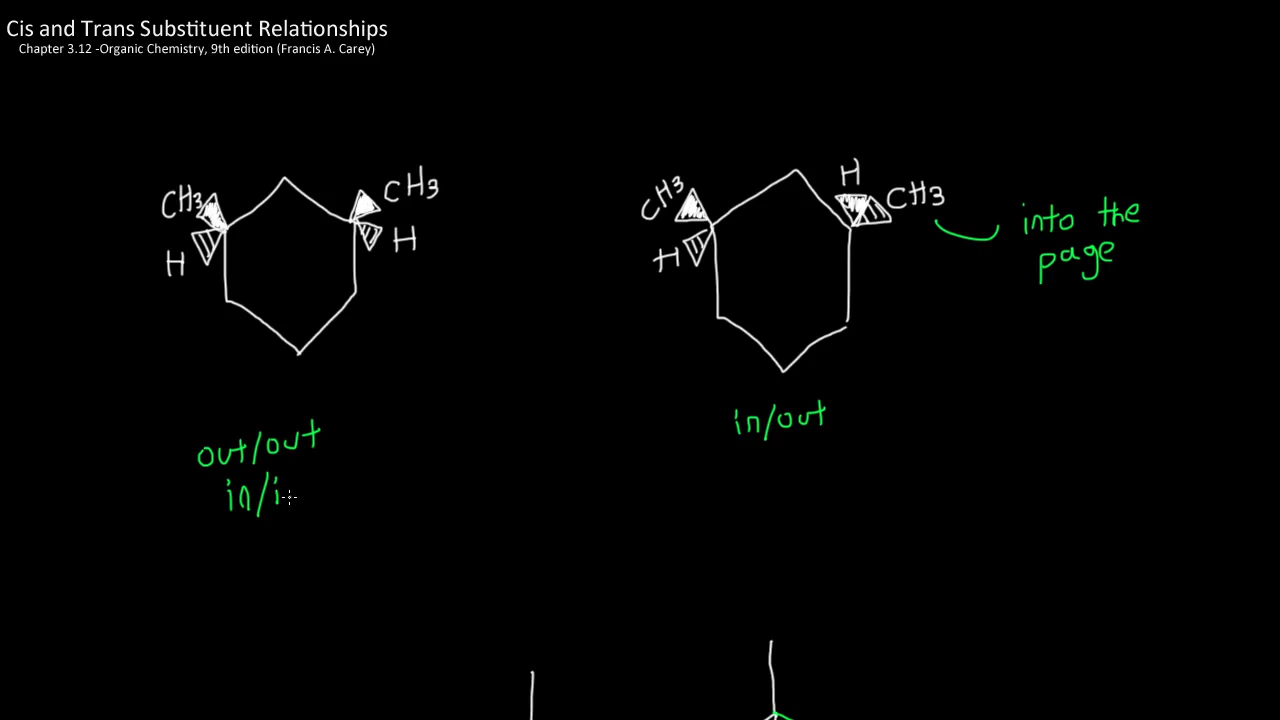 Cis and Trans Substituent Relationships
Chapter 3.12 -Organic Chemistry, 9th edition (Francis A. Carey)
CH3
CH3
H
H
CH3
H
CH3
H
into the
page
out/out
in/i
in/out